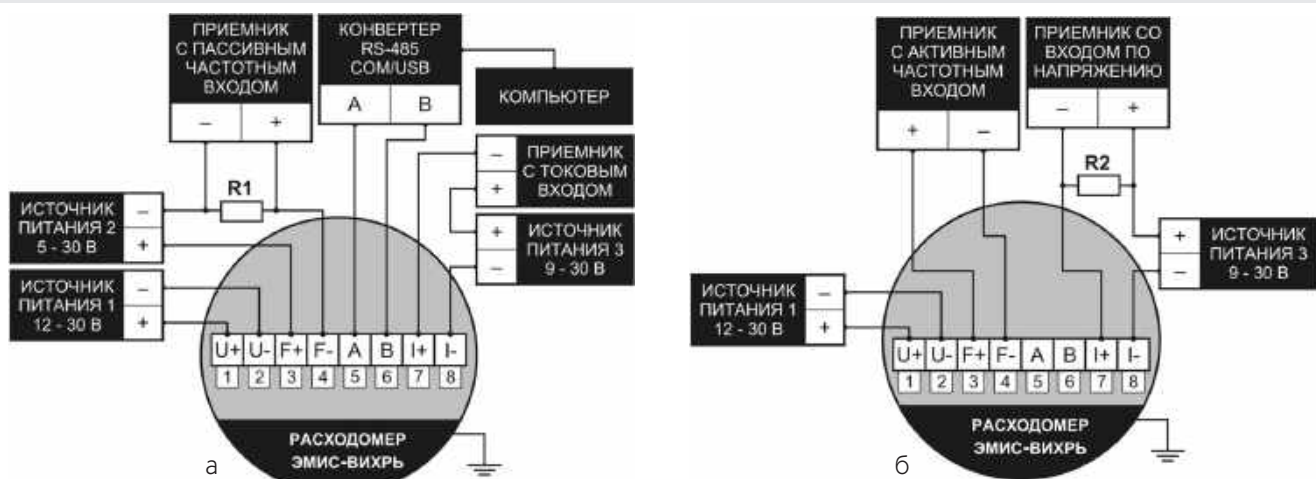 ПРИЕМНИК
С ПАССИВНЫМ
ЧАСТОТНЫМ
ВХОДОМ
– +
КОНВЕРТЕР
RS-485
COM/USB
A B
КОМПЬЮТЕР
–
+
ПРИЕМНИК
С ТОКОВЫМ
ВХОДОМ
R1
ИСТОЧНИК
ПИТАНИЯ 2
5 - 30 В
–
+
+
–
ИСТОЧНИК
ПИТАНИЯ 3
9 - 30 В
ИСТОЧНИК
ПИТАНИЯ 1
12 - 30 В
–
+
U+ U- F+ F- A B I+ I-
1 2 3 4 5 6 7 8
РАСХОДОМЕР
ЭМИС-ВИХРЬ
а
ПРИЕМНИК
С АКТИВНЫМ
ЧАСТОТНЫМ
ВХОДОМ
+ –
ПРИЕМНИК СО
ВХОДОМ ПО
НАПРЯЖЕНИЮ
– +
R2
+
–
ИСТОЧНИК
ПИТАНИЯ 3
9 - 30 В
ИСТОЧНИК
ПИТАНИЯ 1
12 - 30 В
–
+
U+ U- F+ F- A B I+ I-
1 2 3 4 5 6 7 8
РАСХОДОМЕР
ЭМИС-ВИХРЬ
б